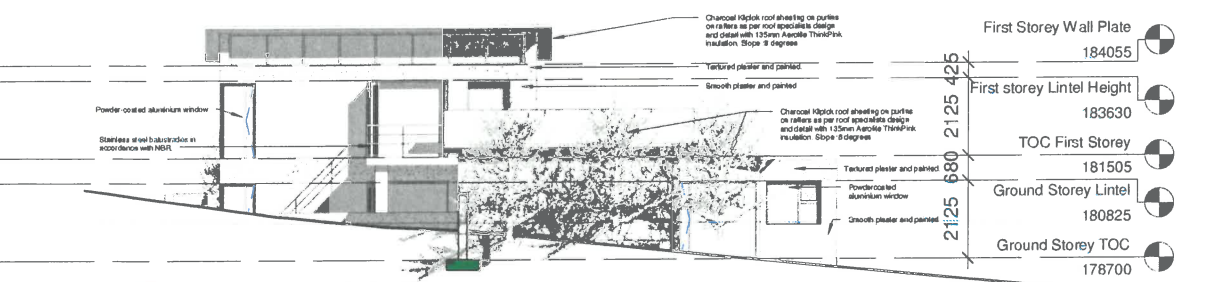 Charcoal Kliplok roof sheeting on purlins
on rafters as per roof specialists design
and detail with 135mm Aerolite ThinkPink
insulation. Slope 9 degrees
Textured plaster and painted
Smooth plaster and painted
Powder-coated aluminium window
Stainless steel balustrades in
accordance with NBR.
Charcoal Kliplok roof sheeting on purlins
on rafters as per roof specialists design
and detail with 135mm Aerolite ThinkPink
insulation. Slope
Textured plaster and painted
Powdercoated
aluminium window
Smooth plaster and painted
425
2125
680
2125
First Storey Wall Plate
184055
First storey Lintel Height
183630
TOC First Storey
181505
Ground Storey Lintel
180825
Ground Storey TOC
178700